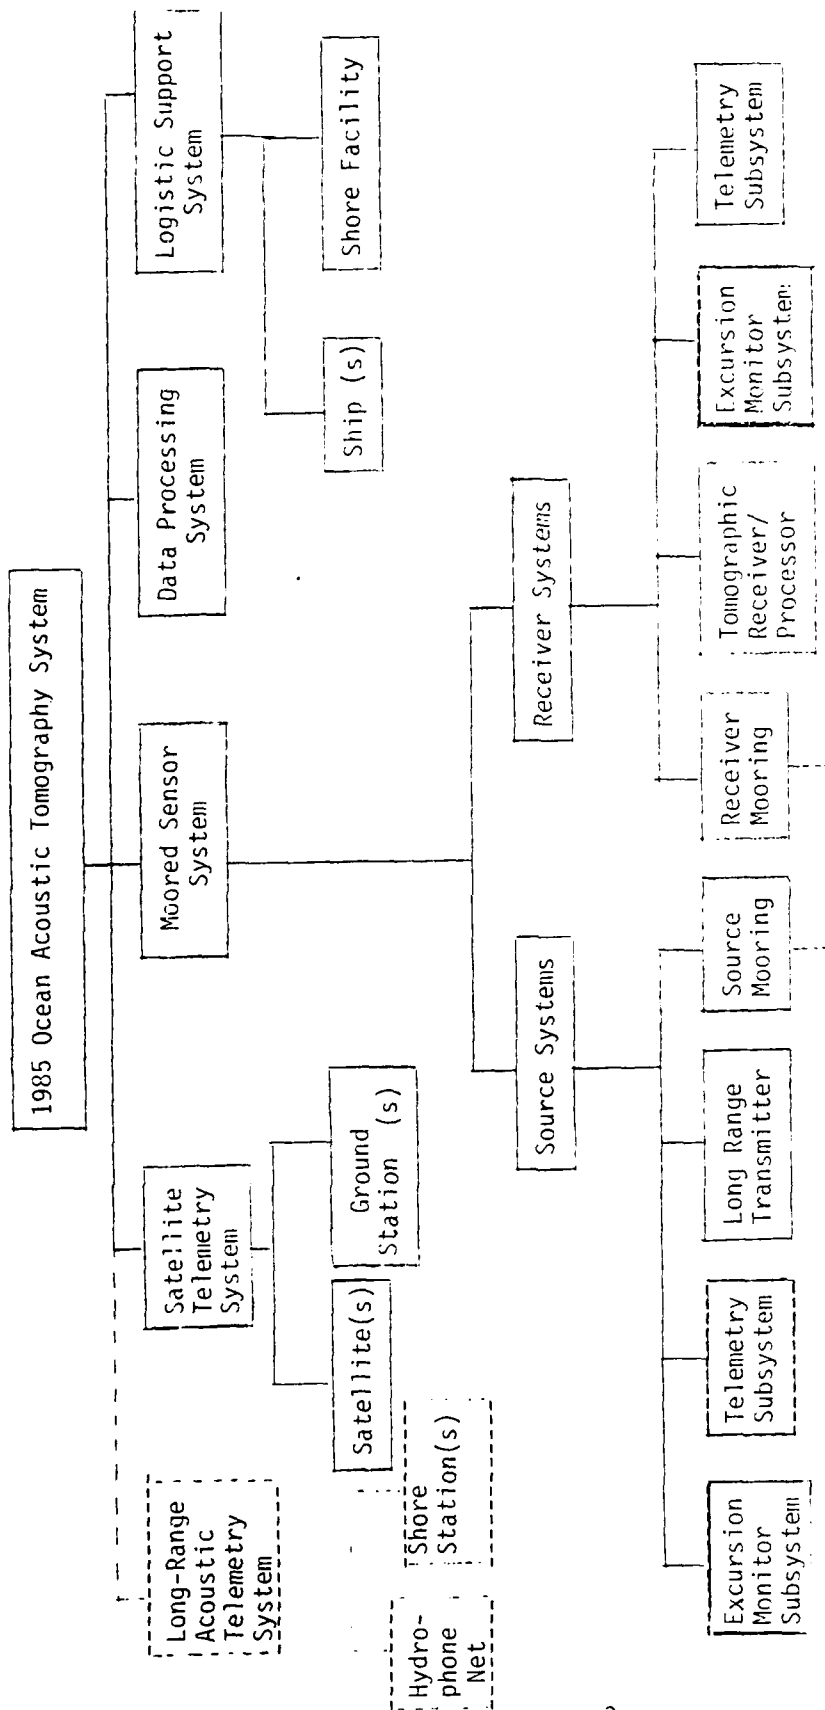 1985 Ocean Acoustic Tomography System
Long-Range
Acoustic
Telemetry
System
Satellite
Telemetry
System
Moored Sensor
System
Data Processing
System
Logistic Support
System
Hydro-
phone
Net
Shore
Station(s)
Satellite(s)
Ground
Station (s)
Ship (s)
Shore Facility
Source Systems
Receiver Systems
Excursion
Monitor
Subsystem
Telemetry
Subsystem
Long Range
Transmitter
Source
Mooring
Receiver
Mooring
Tomographic
Receiver/
Processor
Excursion
Monitor
Subsystem
Telemetry
Subsystem